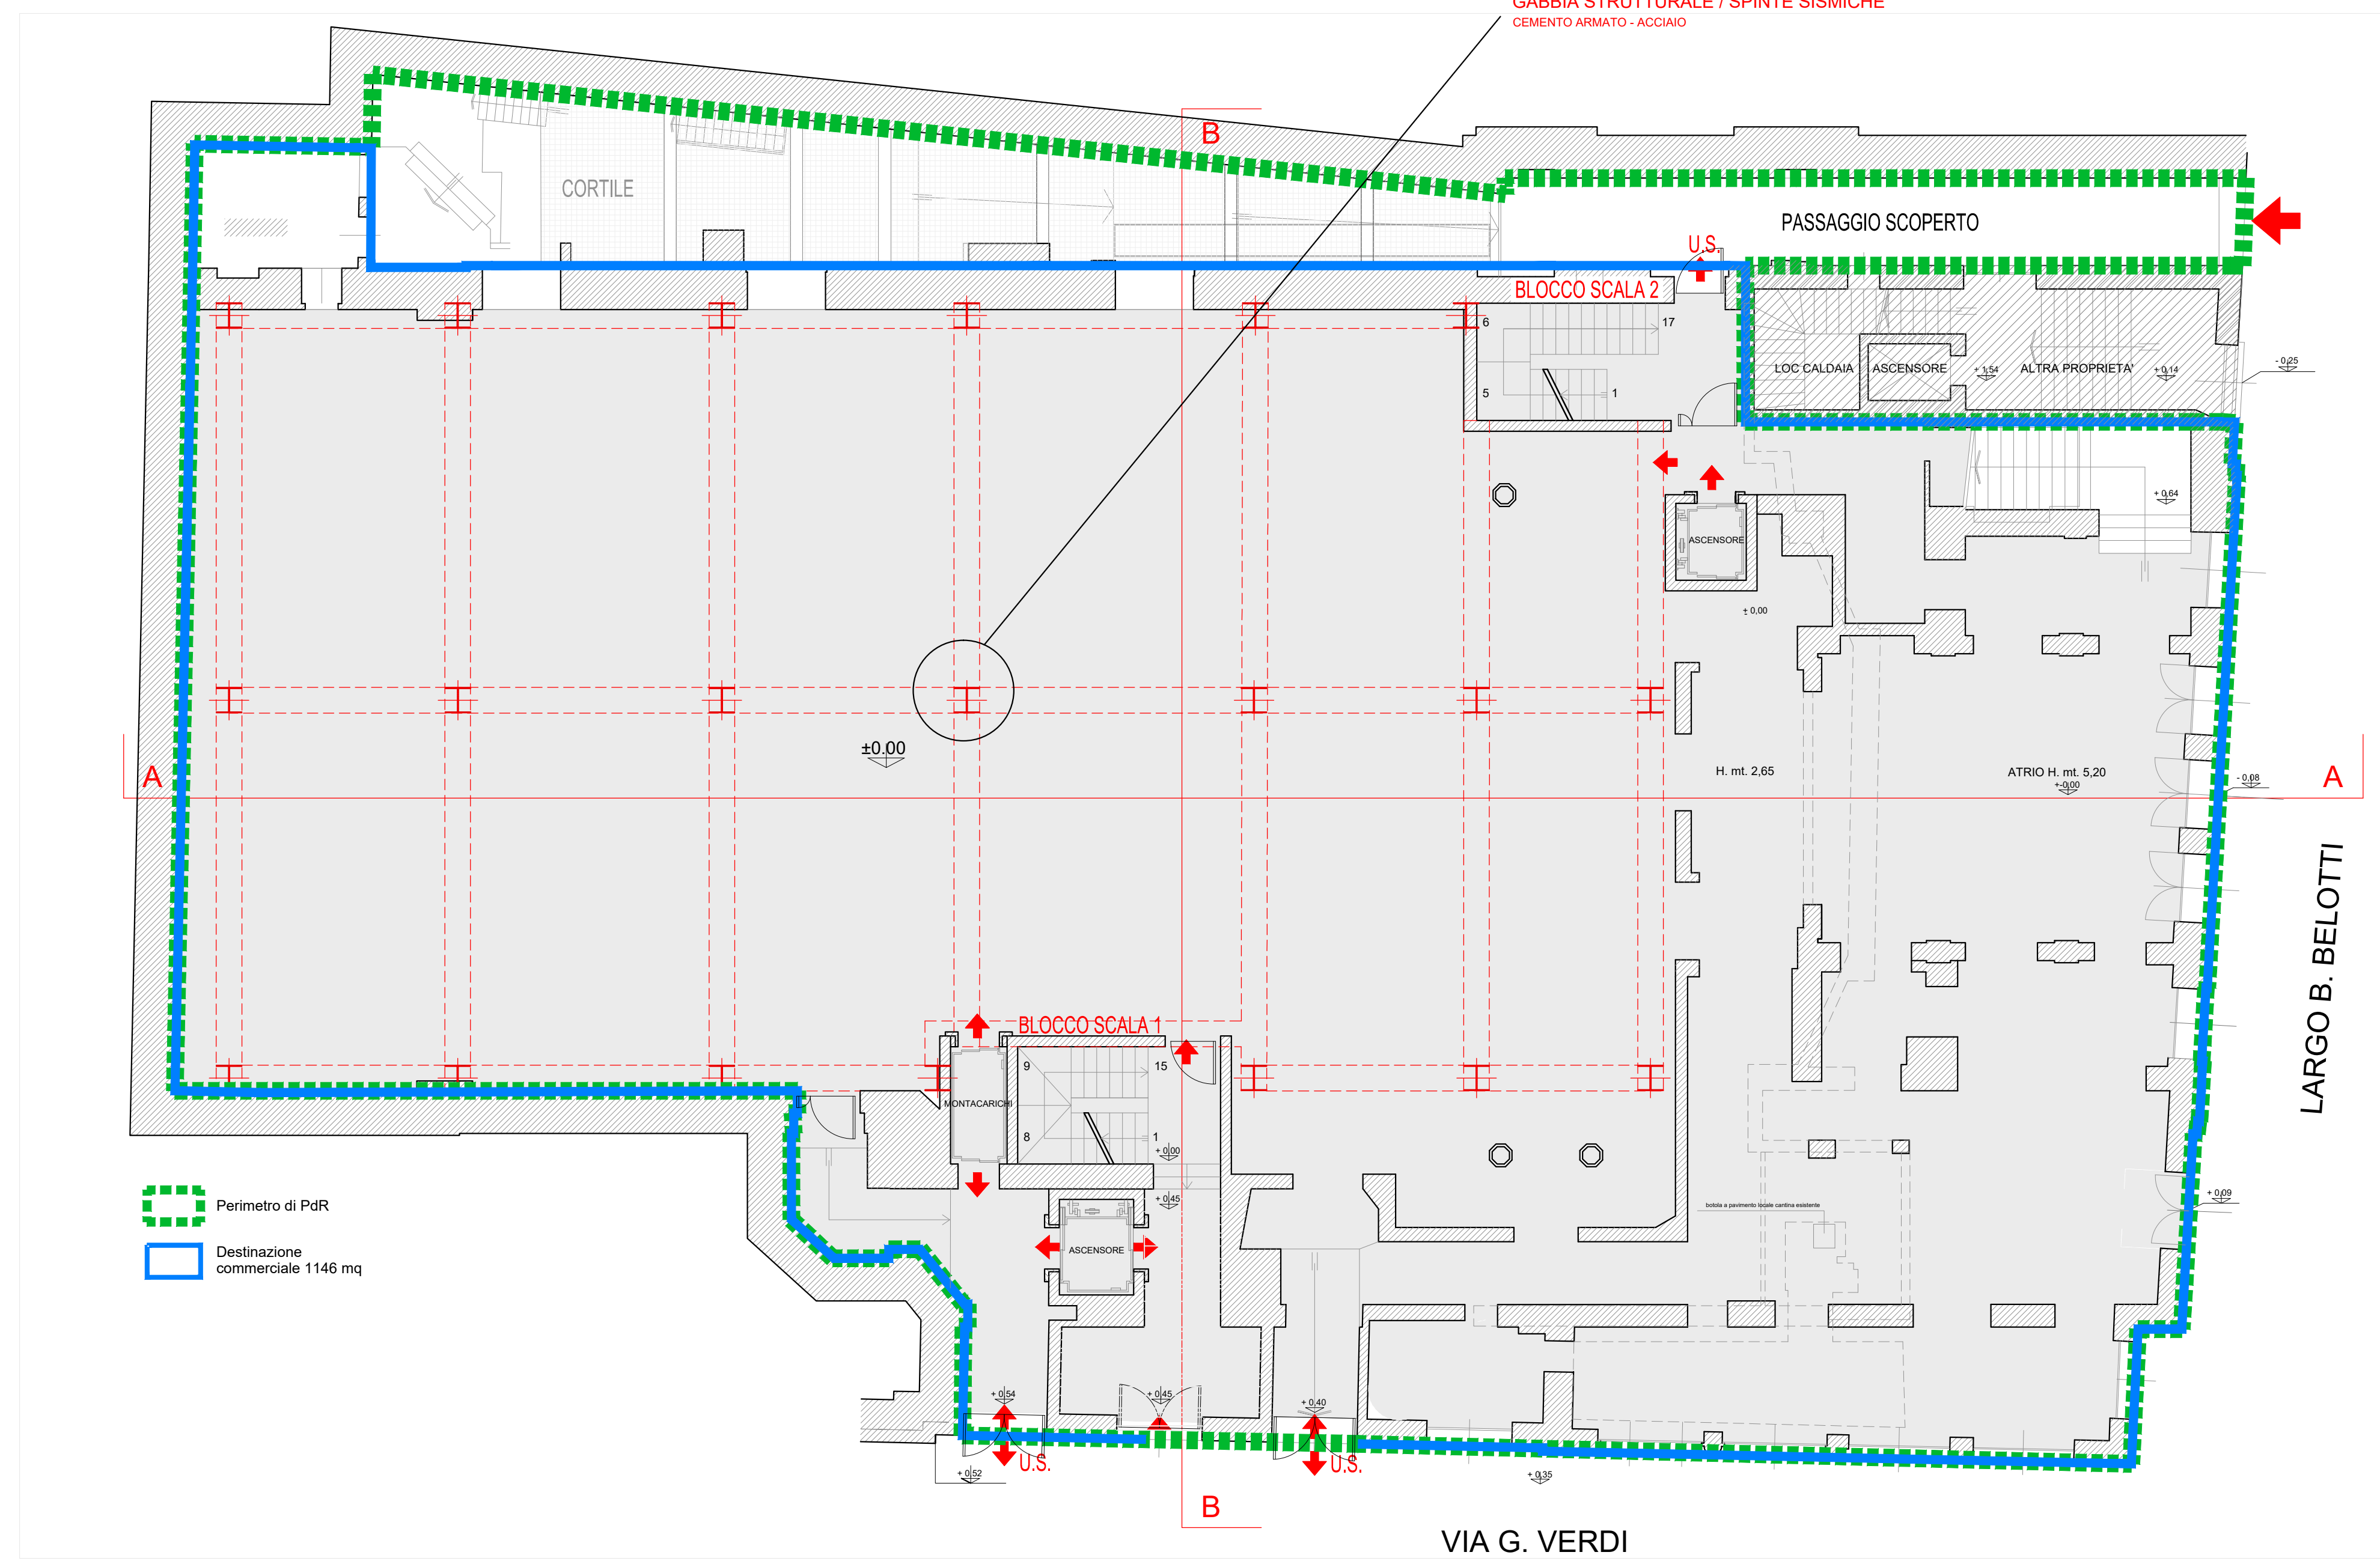 GABBIA STRUTTURALE / SPINTE SISMICHE
CEMENTO ARMATO - ACCIAIO
B
CORTILE
PASSAGGIO SCOPERTO
U.S.
BLOCCO SCALA 2
6
17
5
1
LOC CALDAIA
ASCENSORE
+ 1,54
ALTRA PROPRIETA'
+ 0,14
- 0,25
+ 0,64
ASCENSORE
± 0,00
±0.00
A
H. mt. 2,65
ATRIO H. mt. 5,20
+-0,00
- 0,08
A
LARGO B. BELOTTI
BLOCCO SCALA 1
9
15
MONTACARICHI
8
1
+ 0,00
+ 0,45
Perimetro di PdR
Destinazione
commerciale 1146 mq
ASCENSORE
botola a pavimento locale cantina esistente
+ 0,09
+ 0,54
+ 0,45
+ 0,40
U.S.
U.S.
+ 0,52
+ 0,35
B
VIA G. VERDI